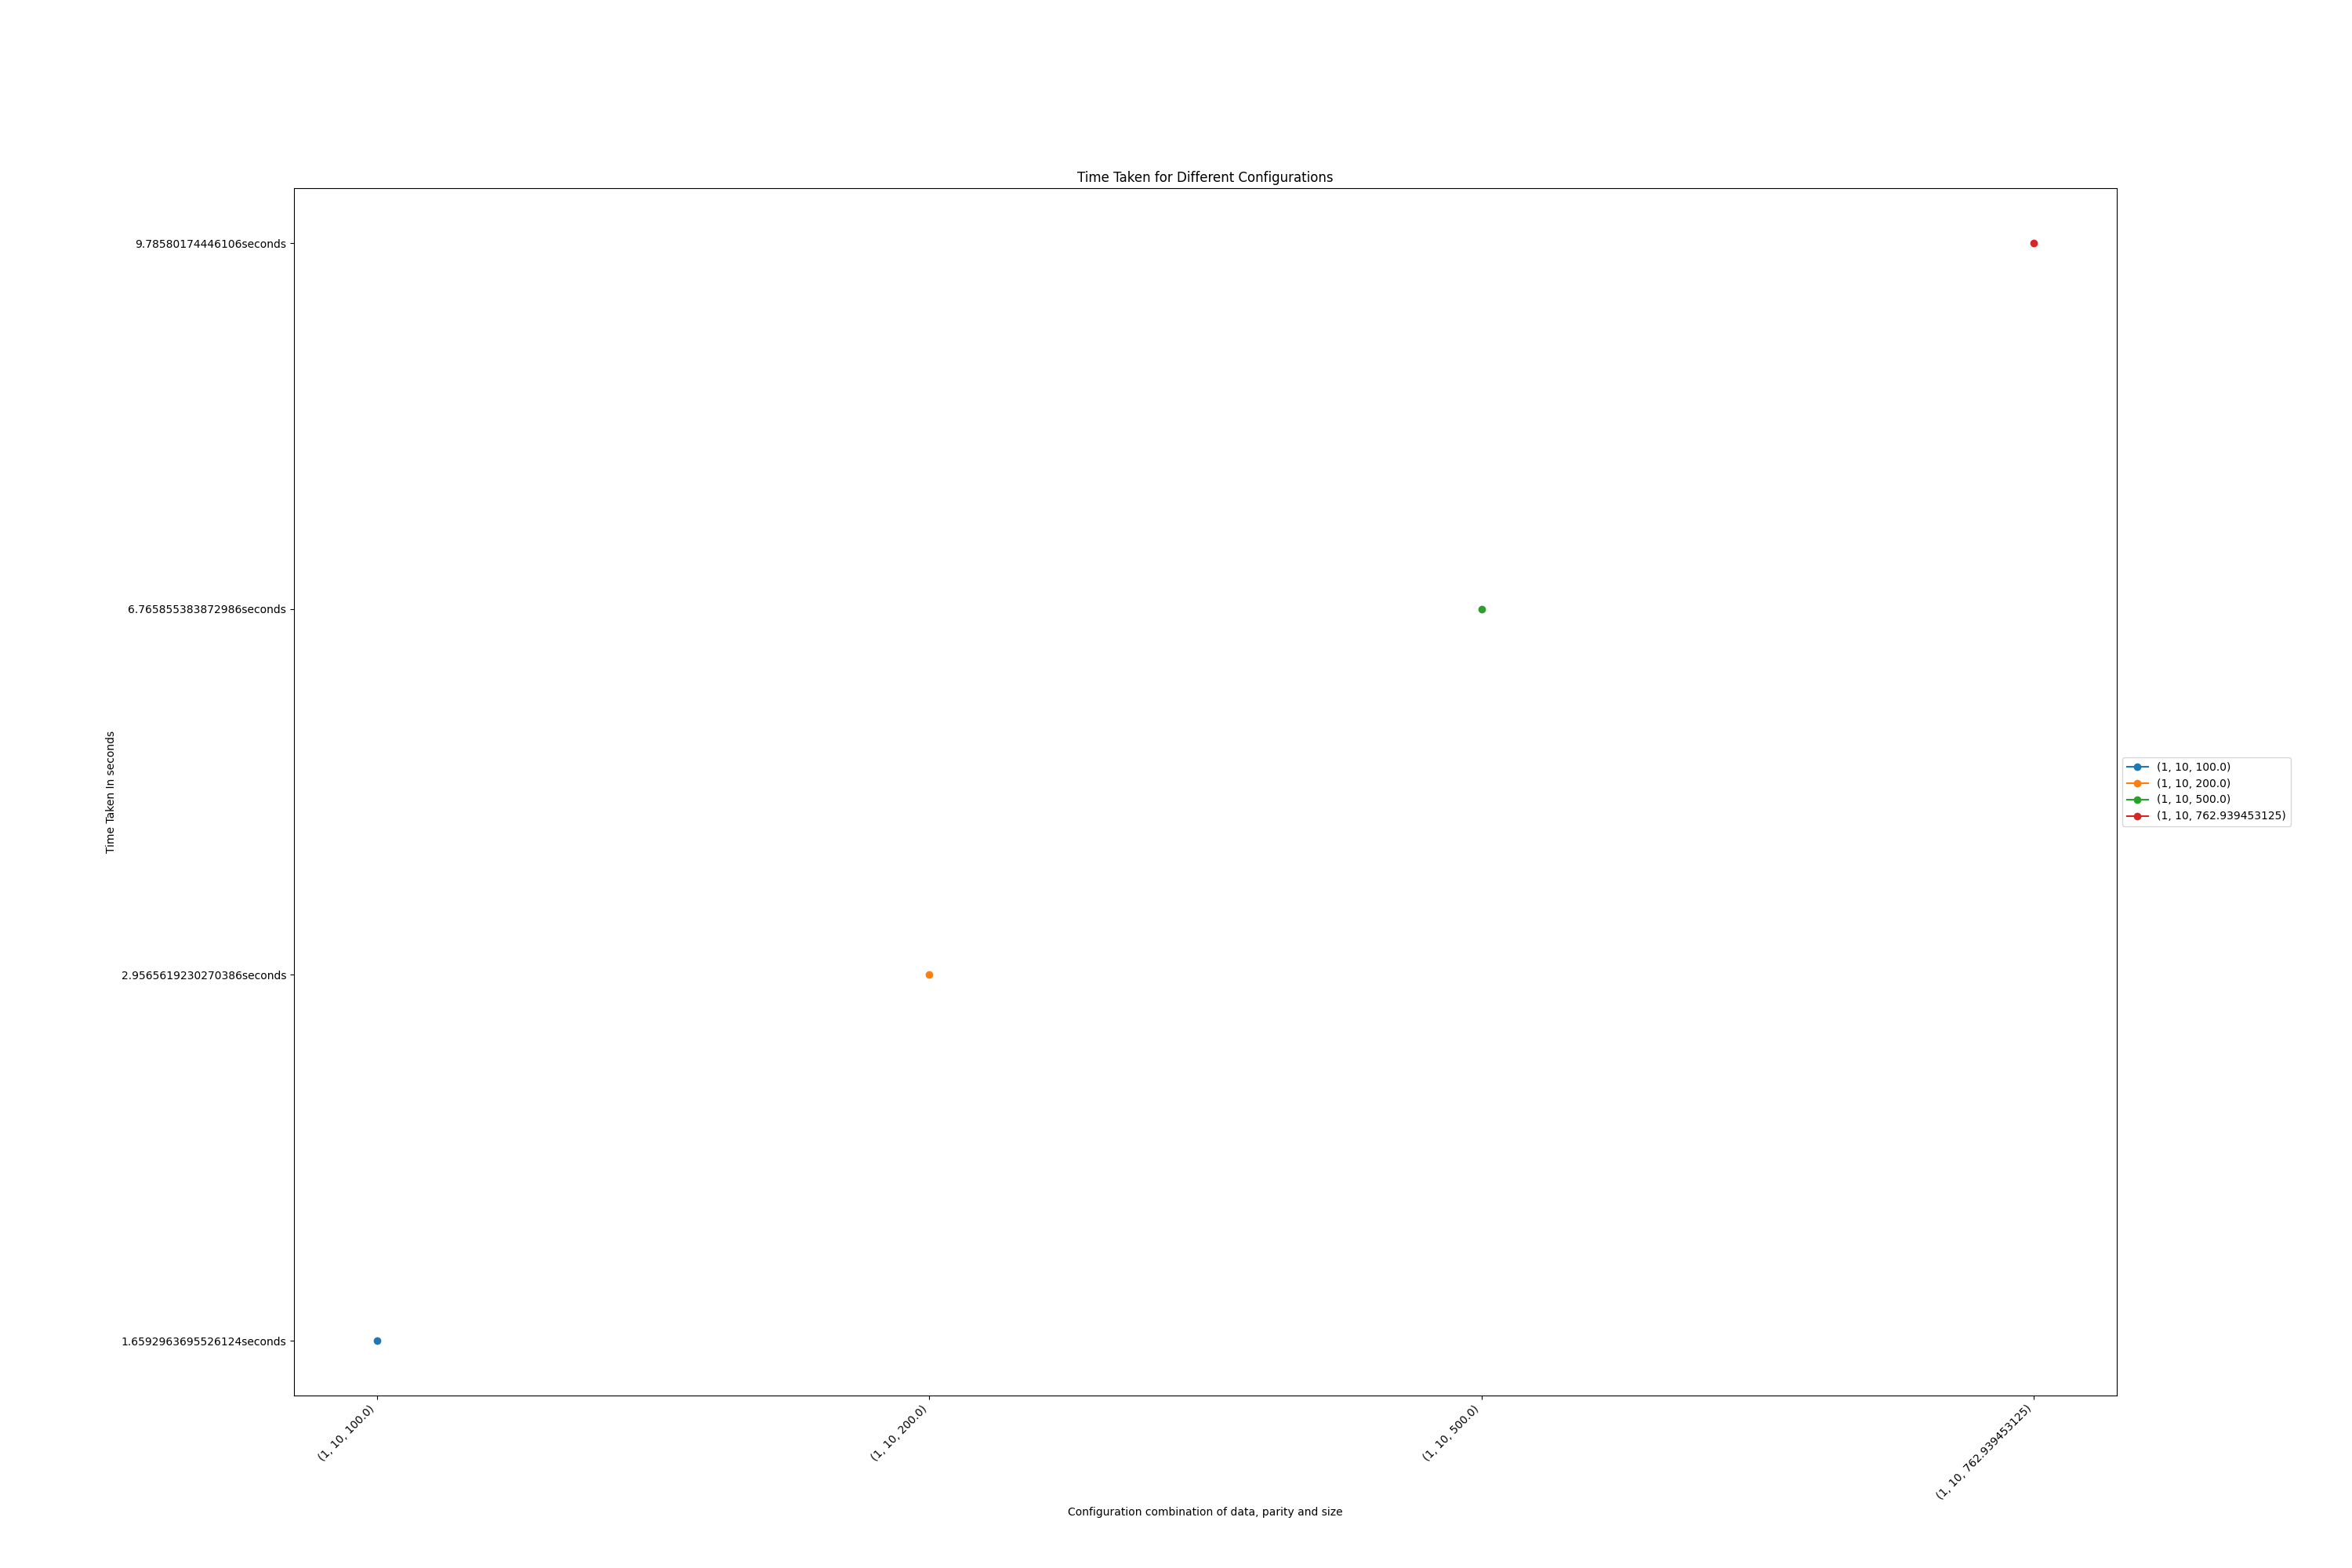 Time Taken for Different Configurations
9.78580174446106seconds
6.765855383872986seconds
2.9565619230270386seconds
1.6592963695526124seconds
Time Taken In seconds
(1, 10, 100.0)
(1, 10, 200.0)
(1, 10, 500.0)
(1, 10, 762.939453125)
Configuration combination of data, parity and size
(1, 10, 100.0)
(1, 10, 200.0)
(1, 10, 500.0)
(1, 10, 762.939453125)